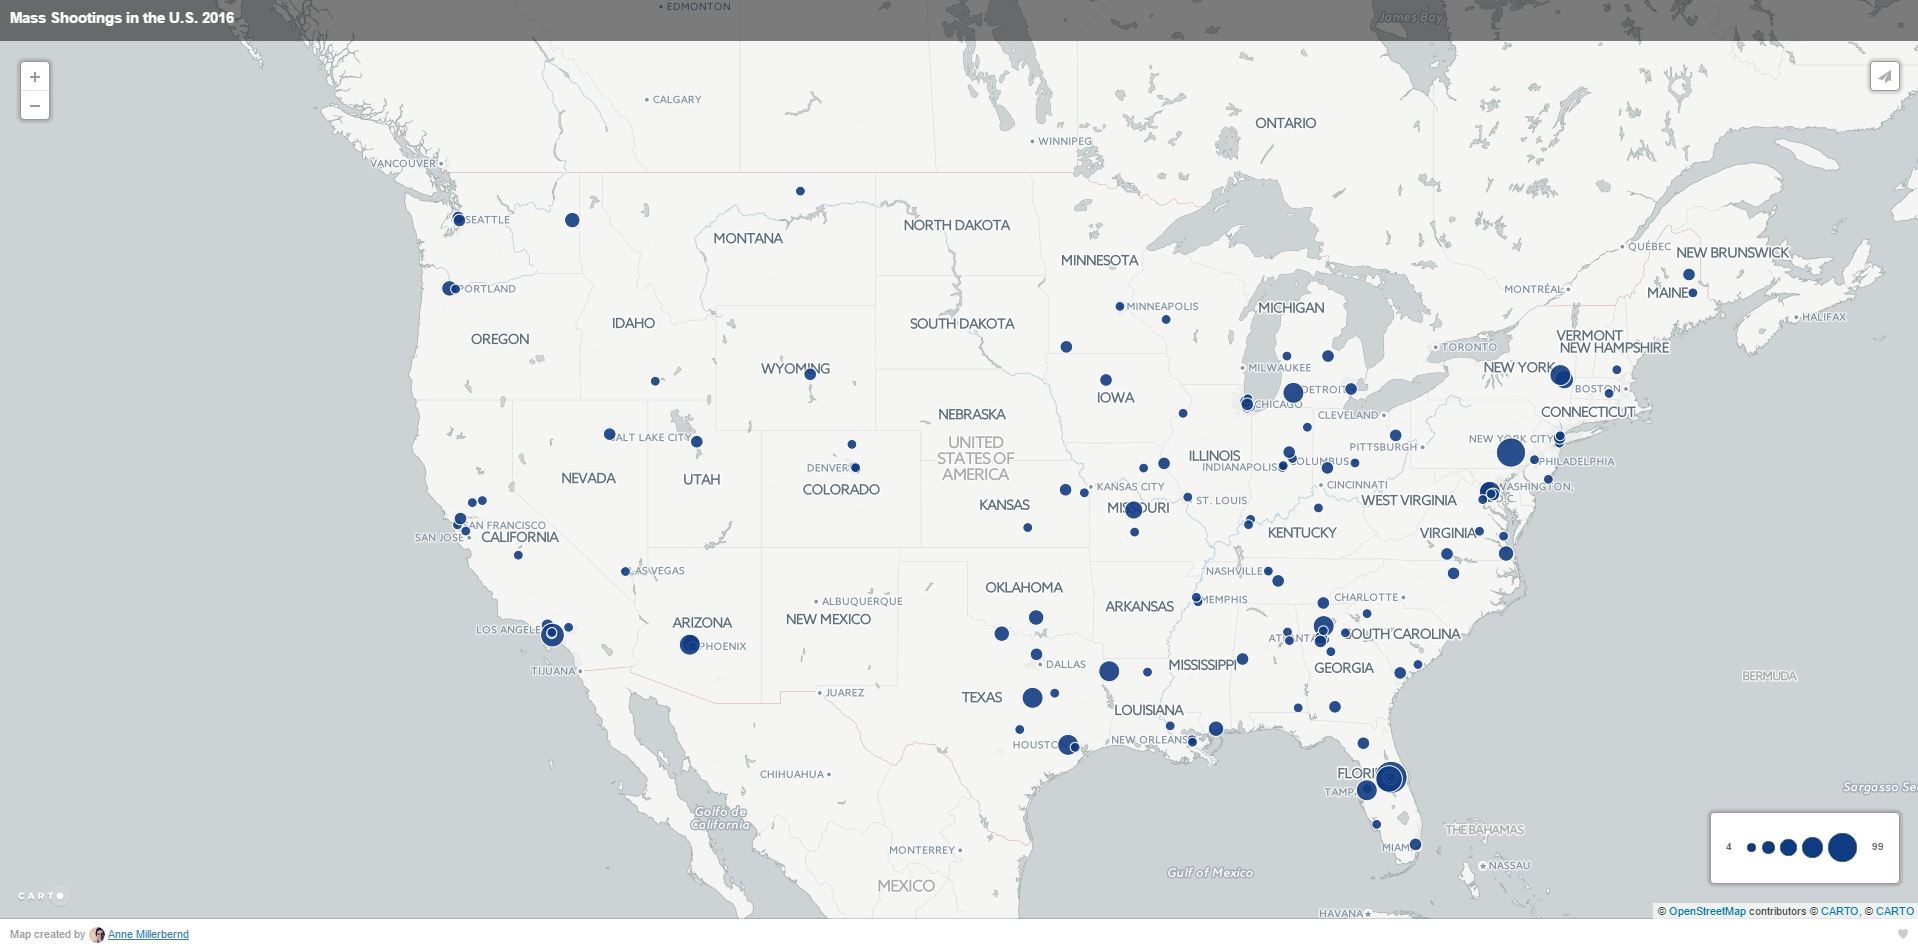 Mass Shootings in the U.S. 2016
EDMONTON
James Bay
+
−
CALGARY
ONTARIO
WINNIPEG
VANCOUVER
SEATTLE
NORTH DAKOTA
MONTANA
QUÉBEC
NEW BRUNSWICK
MINNESOTA
PORTLAND
MONTRÉAL
MAINE
MINNEAPOLIS
MICHIGAN
HALIFAX
IDAHO
SOUTH DAKOTA
OREGON
VERMONT
TORONTO
NEW HAMPSHIRE
WYOMING
MILWAUKEE
NEW YORK
DETROIT
BOSTON
IOWA
CHICAGO
NEBRASKA
CLEVELAND
CONNECTICUT
SALT LAKE CITY
UNITED
STATES OF
AMERICA
NEW YORK CITY
PITTSBURGH
ILLINOIS
DENVER
INDIANAPOLIS
COLUMBUS
PHILADELPHIA
NEVADA
UTAH
COLORADO
KANSAS CITY
CINCINNATI
WASHINGTON,
D.C.
KANSAS
MISSOURI
ST. LOUIS
WEST VIRGINIA
SAN FRANCISCO
SAN JOSE
CALIFORNIA
KENTUCKY
VIRGINIA
LAS VEGAS
NASHVILLE
OKLAHOMA
ALBUQUERQUE
ARKANSAS
MEMPHIS
CHARLOTTE
ARIZONA
NEW MEXICO
LOS ANGELE
PHOENIX
ATLANTA
SOUTH CAROLINA
TIJUANA
DALLAS
MISSISSIPPI
GEORGIA
BERMUDA
JUAREZ
TEXAS
LOUISIANA
HOUSTO
NEW ORLEANS
CHIHUAHUA
FLORI
TAMP
Sargasso Se
Golfo de
California
THE BAHAMAS
MONTERREY
MIAMI
4
99
NASSAU
Gulf of Mexico
MEXICO
CARTO
HAVANA
© OpenStreetMap contributors © CARTO, © CARTO
Map created by Anne Millerbernd